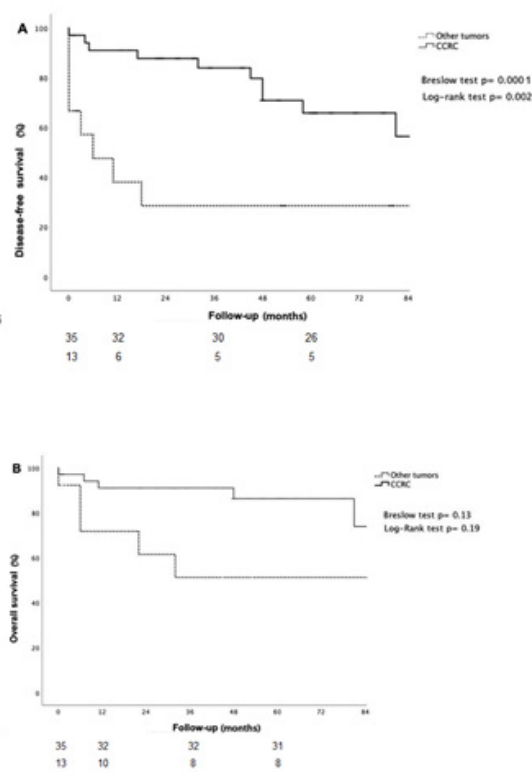 A
100
80
60
40
20
0
Disease-free survival (%)
Other tumors
CCRC
Breslow test p= 0.0001
Log-rank test p= 0.002
0 12 24 36 48 60 72 84
Follow-up (months)
35 32 30 26
13 6 5 5
B
100
80
60
40
20
0
Overall survival (%)
Other tumors
CCRC
Breslow test p= 0.13
Log-Rank test p= 0.19
0 12 24 36 48 60 72 84
Follow-up (months)
35 32 32 31
13 10 8 8